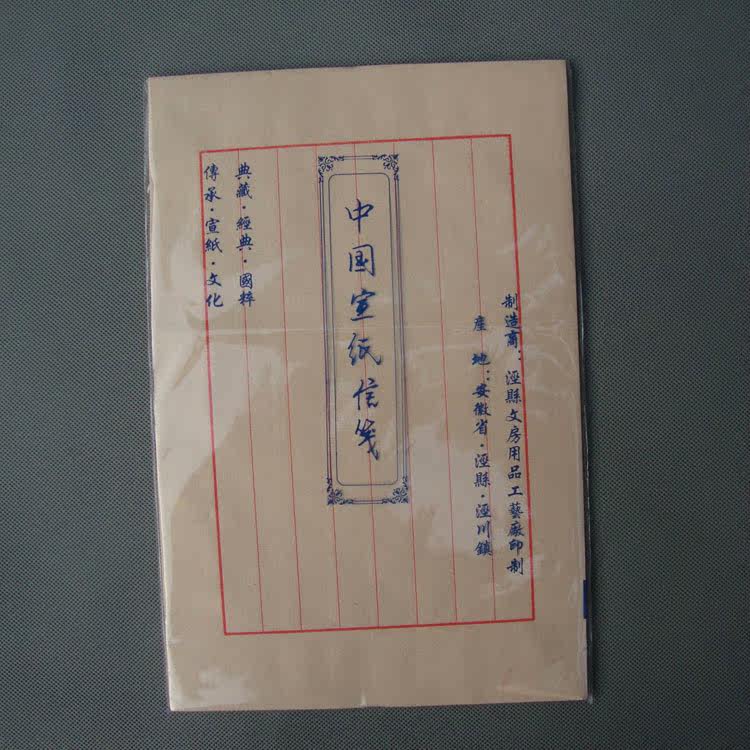 制造商：涇縣文房用品工藝廠印制
産 地：安徽省·涇縣·涇川鎮
中国宣纸信笺
典藏·經典·國粹
傳承·宣紙·文化